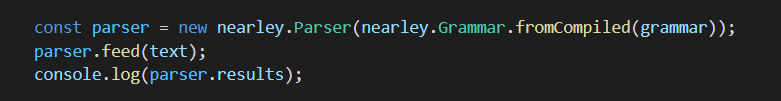 const parser = new nearley.Parser(nearley.Grammar.fromCompiled(grammar));
parser.feed(text);
console.log(parser.results);